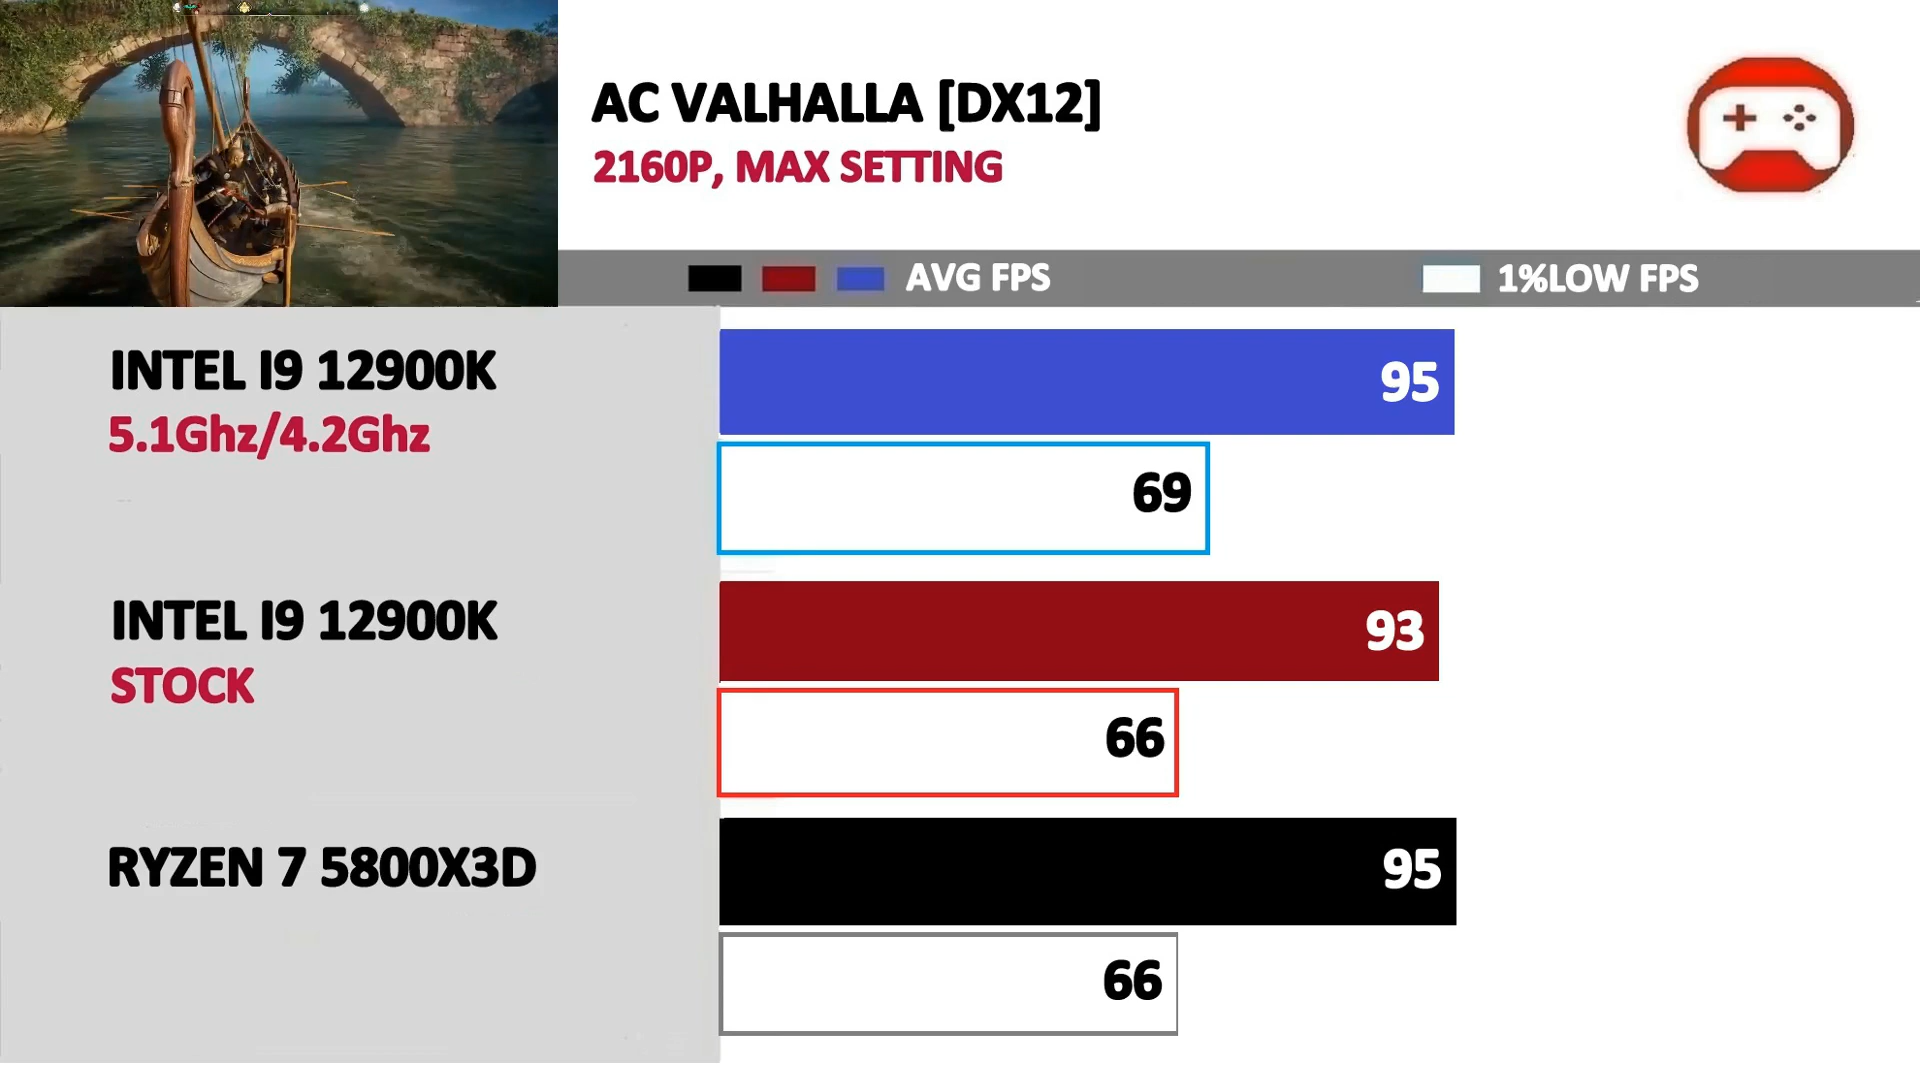 AC VALHALLA [DX12]
2160P, MAX SETTING
AVG FPS
1%LOW FPS
INTEL I9 12900K
5.1Ghz/4.2Ghz
95
69
INTEL I9 12900K
STOCK
93
66
RYZEN 7 5800X3D
95
66